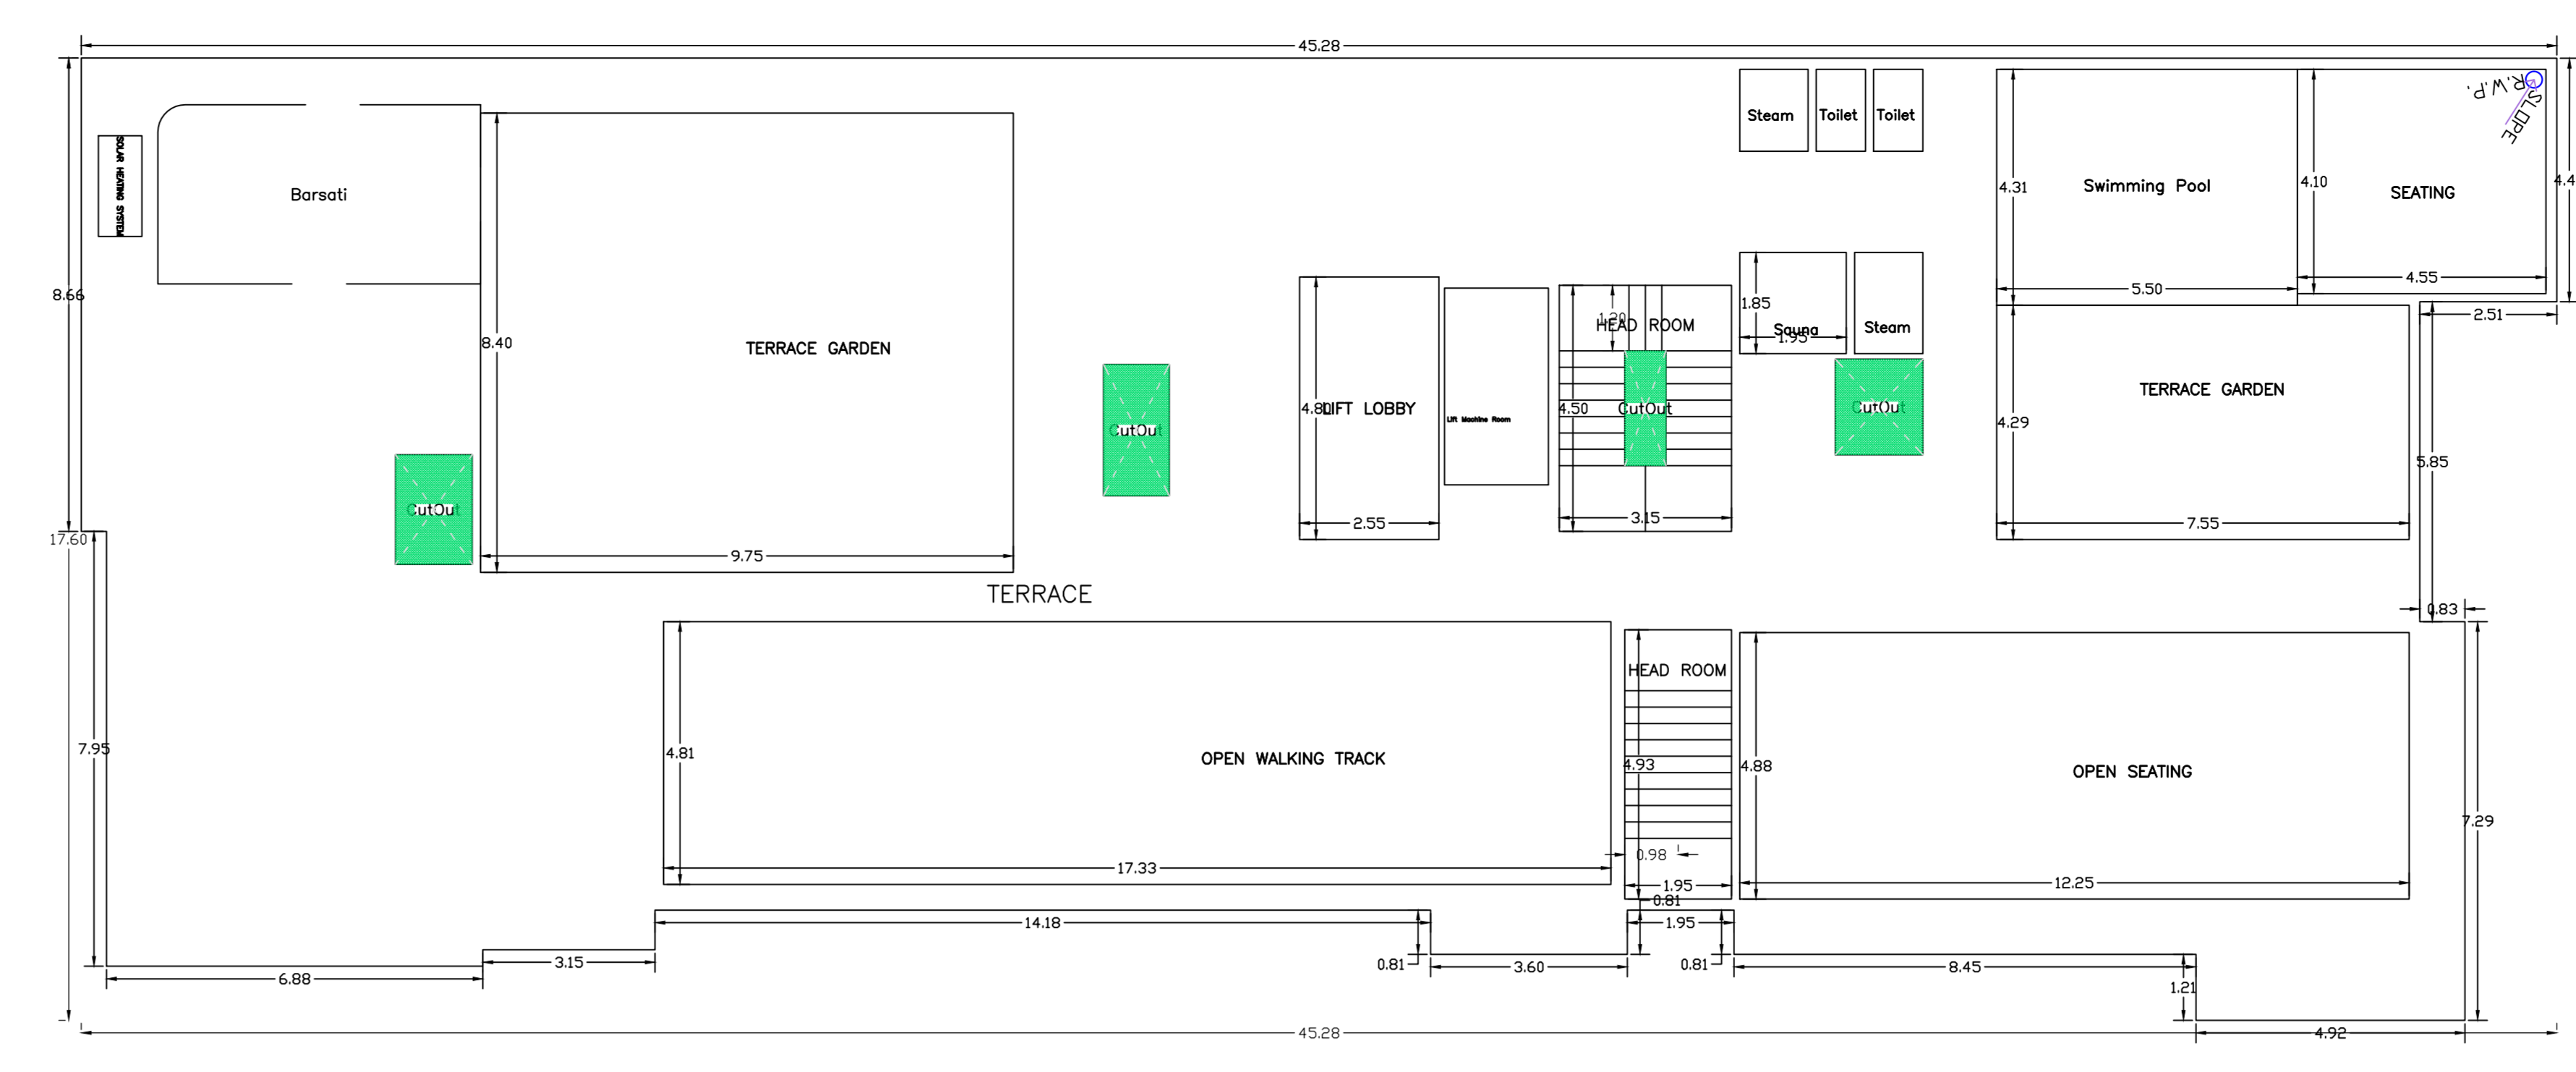 45.28
Steam
Toilet
Toilet
R.W.P.
SLOPE
SOLAR HEATING SYSTEM
Barsati
4.31
Swimming Pool
4.10
SEATING
8.66
5.50
4.55
2.51
1.85
Sauna
1.95
Steam
1.20
HEAD ROOM
8.40
TERRACE GARDEN
4.80
LIFT LOBBY
Lift Machine Room
4.50
CutOut
CutOut
CutOut
TERRACE GARDEN
4.29
5.85
CutOut
2.55
3.15
7.55
17.60
9.75
TERRACE
0.83
HEAD ROOM
7.95
4.81
OPEN WALKING TRACK
4.93
4.88
OPEN SEATING
7.29
0.98
17.33
1.95
12.25
0.81
14.18
1.95
6.88
3.15
0.81
3.60
0.81
8.45
1.21
45.28
4.92